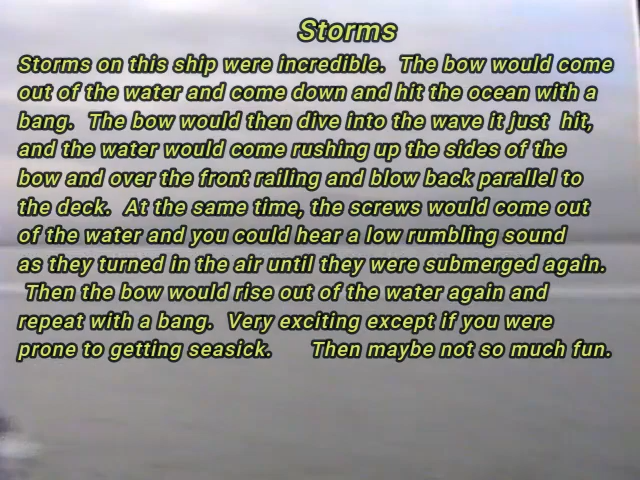 Storms
Storms on this ship were incredible.  The bow would come
out of the water and come down and hit the ocean with a
bang.  The bow would then dive into the wave it just  hit,
and the water would come rushing up the sides of the
bow and over the front railing and blow back parallel to
the deck.  At the same time, the screws would come out
of the water and you could hear a low rumbling sound
as they turned in the air until they were submerged again.
Then the bow would rise out of the water again and
repeat with a bang.  Very exciting except if you were
prone to getting seasick.      Then maybe not so much fun.